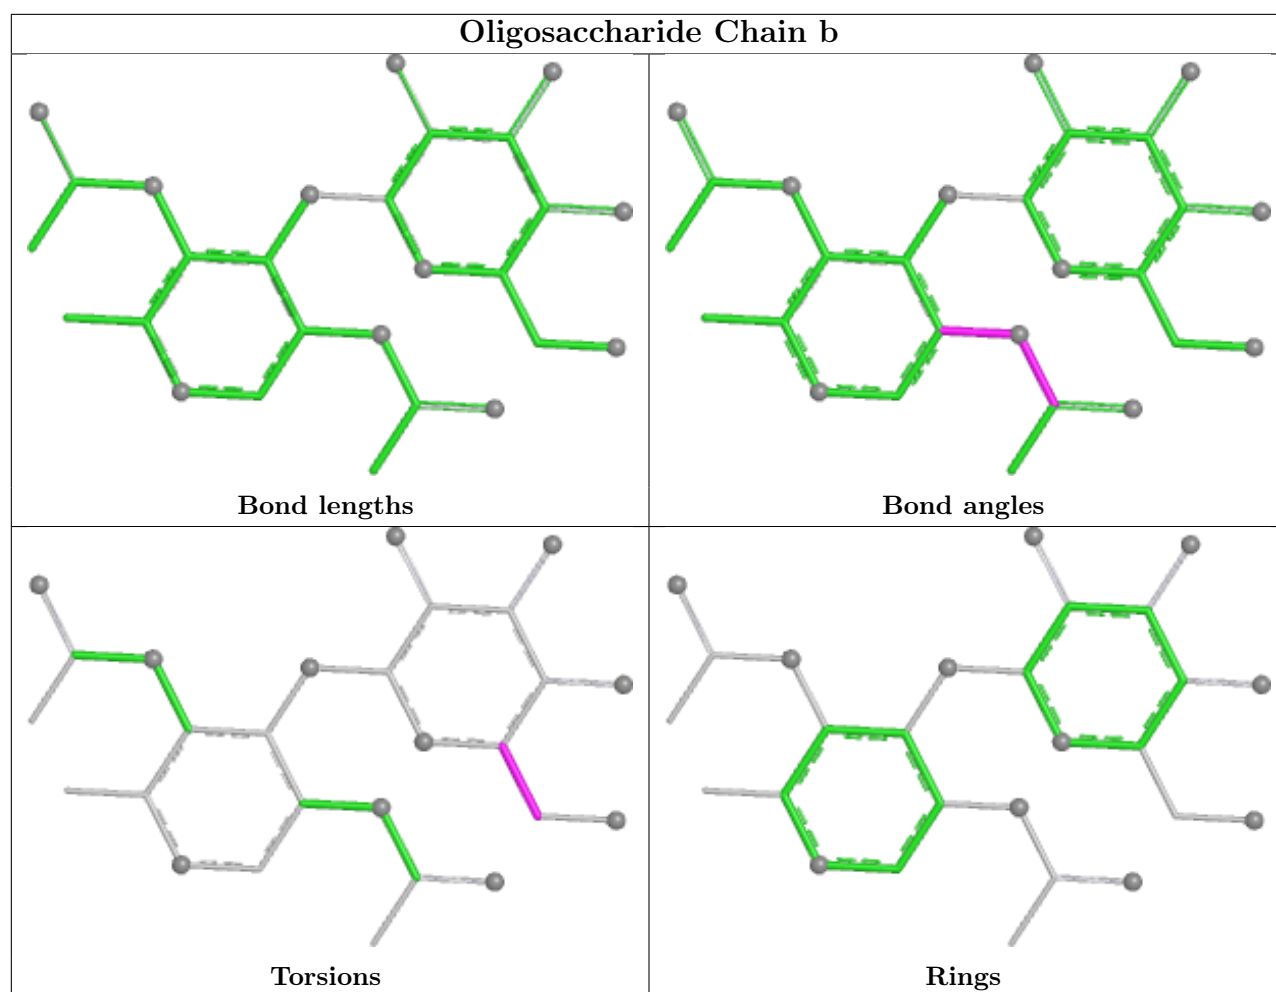 Oligosaccharide Chain b
Bond lengths
Bond angles
Torsions
Rings